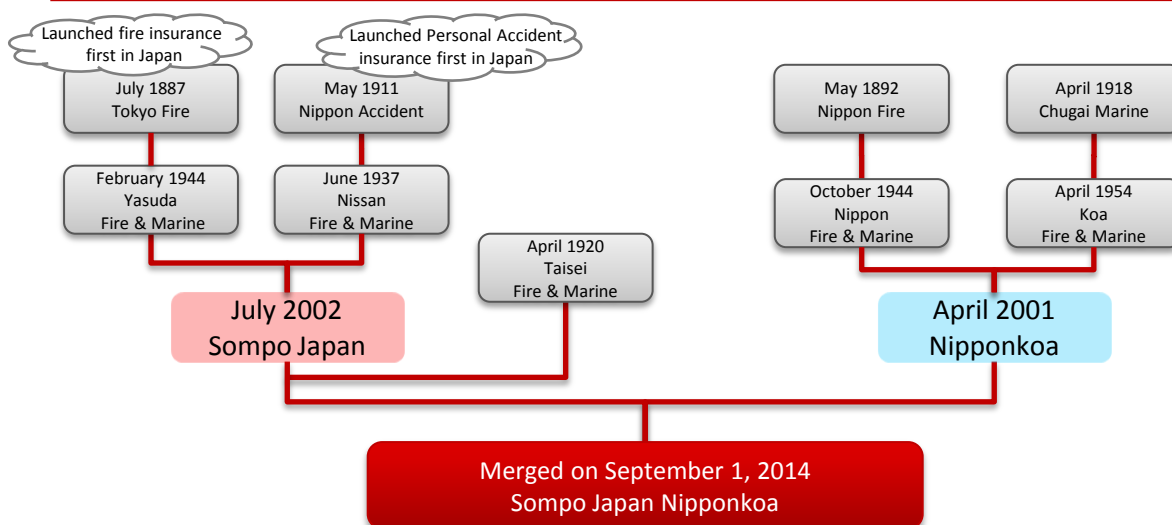 Launched fire insurance
first in Japan
Launched Personal Accident
insurance first in Japan
July 1887
Tokyo Fire
May 1911
Nippon Accident
May 1892
Nippon Fire
April 1918
Chugai Marine
February 1944
Yasuda
Fire & Marine
June 1937
Nissan
Fire & Marine
October 1944
Nippon
Fire & Marine
April 1954
Koa
Fire & Marine
April 1920
Taisei
Fire & Marine
July 2002
Sompo Japan
April 2001
Nipponkoa
Merged on September 1, 2014
Sompo Japan Nipponkoa